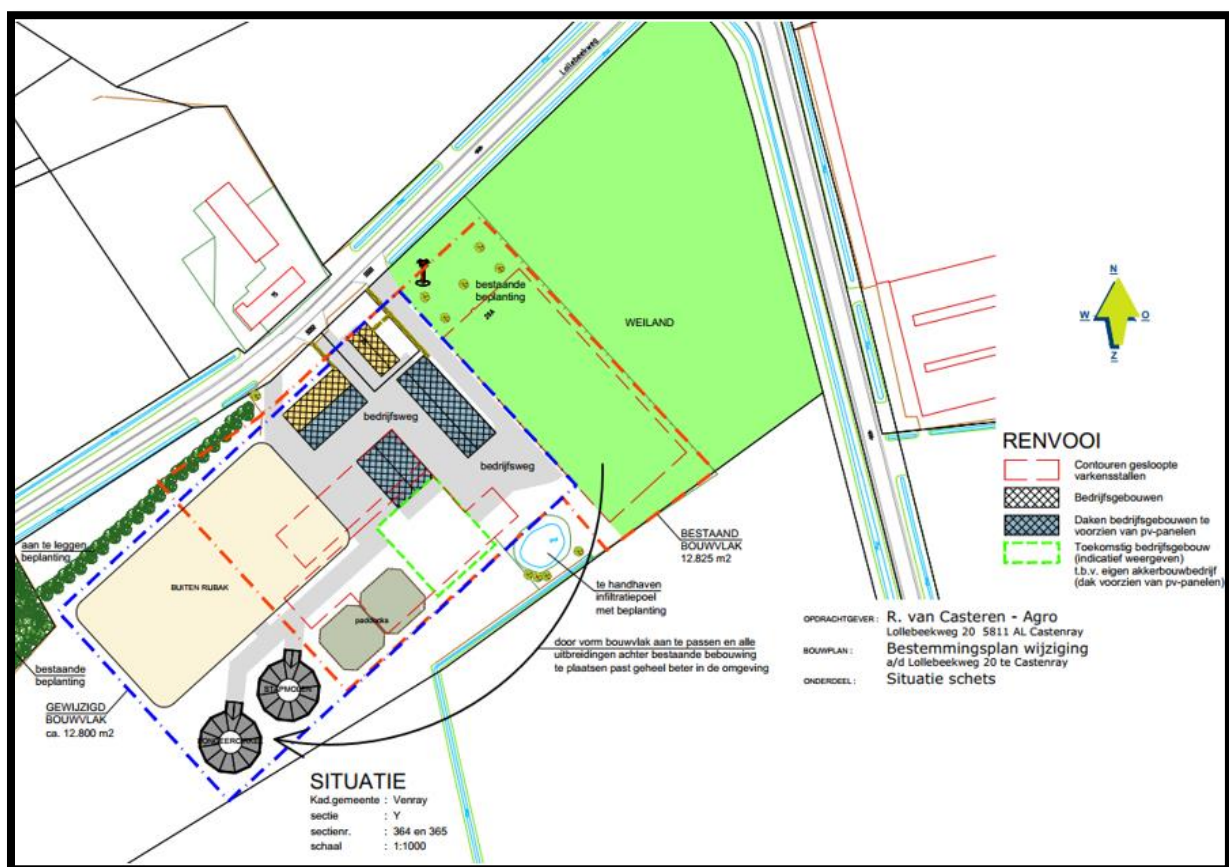 Lollebeekweg
bestaande
beplanting
28A
WEILAND
15
bedrijfsweg
bedrijfsweg
aan te leggen
beplanting
BUITEN RIJBAK
paddocks
bestaande
beplanting
STAPMOLEN
GEWIJZIGD
BOUWVLAK
ca. 12.800 m2
BESTAAND
BOUWVLAK
12.825 m2
te handhaven
infiltratiepoel
met beplanting
door vorm bouwvlak aan te passen en alle
uitbreidingen achter bestaande bebouwing
te plaatsen past geheel beter in de omgeving
N
W O
Z
RENVOOI
Contouren gesloopte
varkensstallen
Bedrijfsgebouwen
Daken bedrijfsgebouwen te
voorzien van pv-panelen
Toekomstig bedrijfsgebouw
(indicatief weergeven)
t.b.v. eigen akkerbouwbedrijf
(dak voorzien van pv-panelen)
OPDRACHTGEVER : R. van Casteren - Agro
Lollebeekweg 20 5811 AL Castenray
BOUWPLAN : Bestemmingsplan wijziging
a/d Lollebeekweg 20 te Castenray
ONDERDEEL : Situatie schets
SITUATIE
Kad.gemeente : Venray
sectie : Y
sectienr. : 364 en 365
schaal : 1:1000